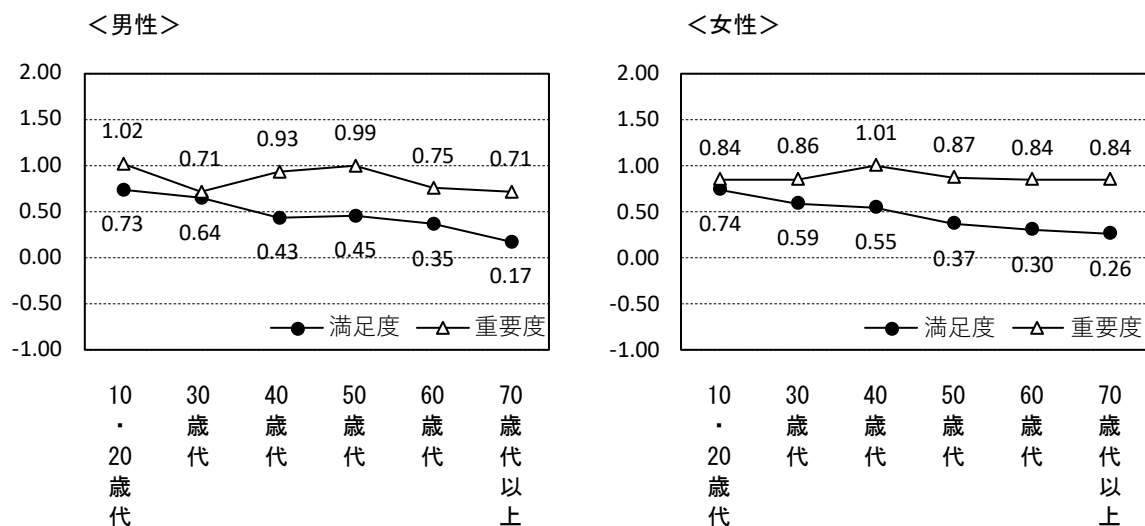 ＜男性＞
2.00
1.50
1.00
0.50
0.00
-0.50
-1.00
1.02
0.71
0.93
0.99
0.75
0.71
0.73
0.64
0.43
0.45
0.35
0.17
満足度
重要度
10・20歳代
30歳代
40歳代
50歳代
60歳代
70歳代以上
＜女性＞
2.00
1.50
1.00
0.50
0.00
-0.50
-1.00
0.84
0.86
1.01
0.87
0.84
0.84
0.74
0.59
0.55
0.37
0.30
0.26
満足度
重要度
10・20歳代
30歳代
40歳代
50歳代
60歳代
70歳代以上